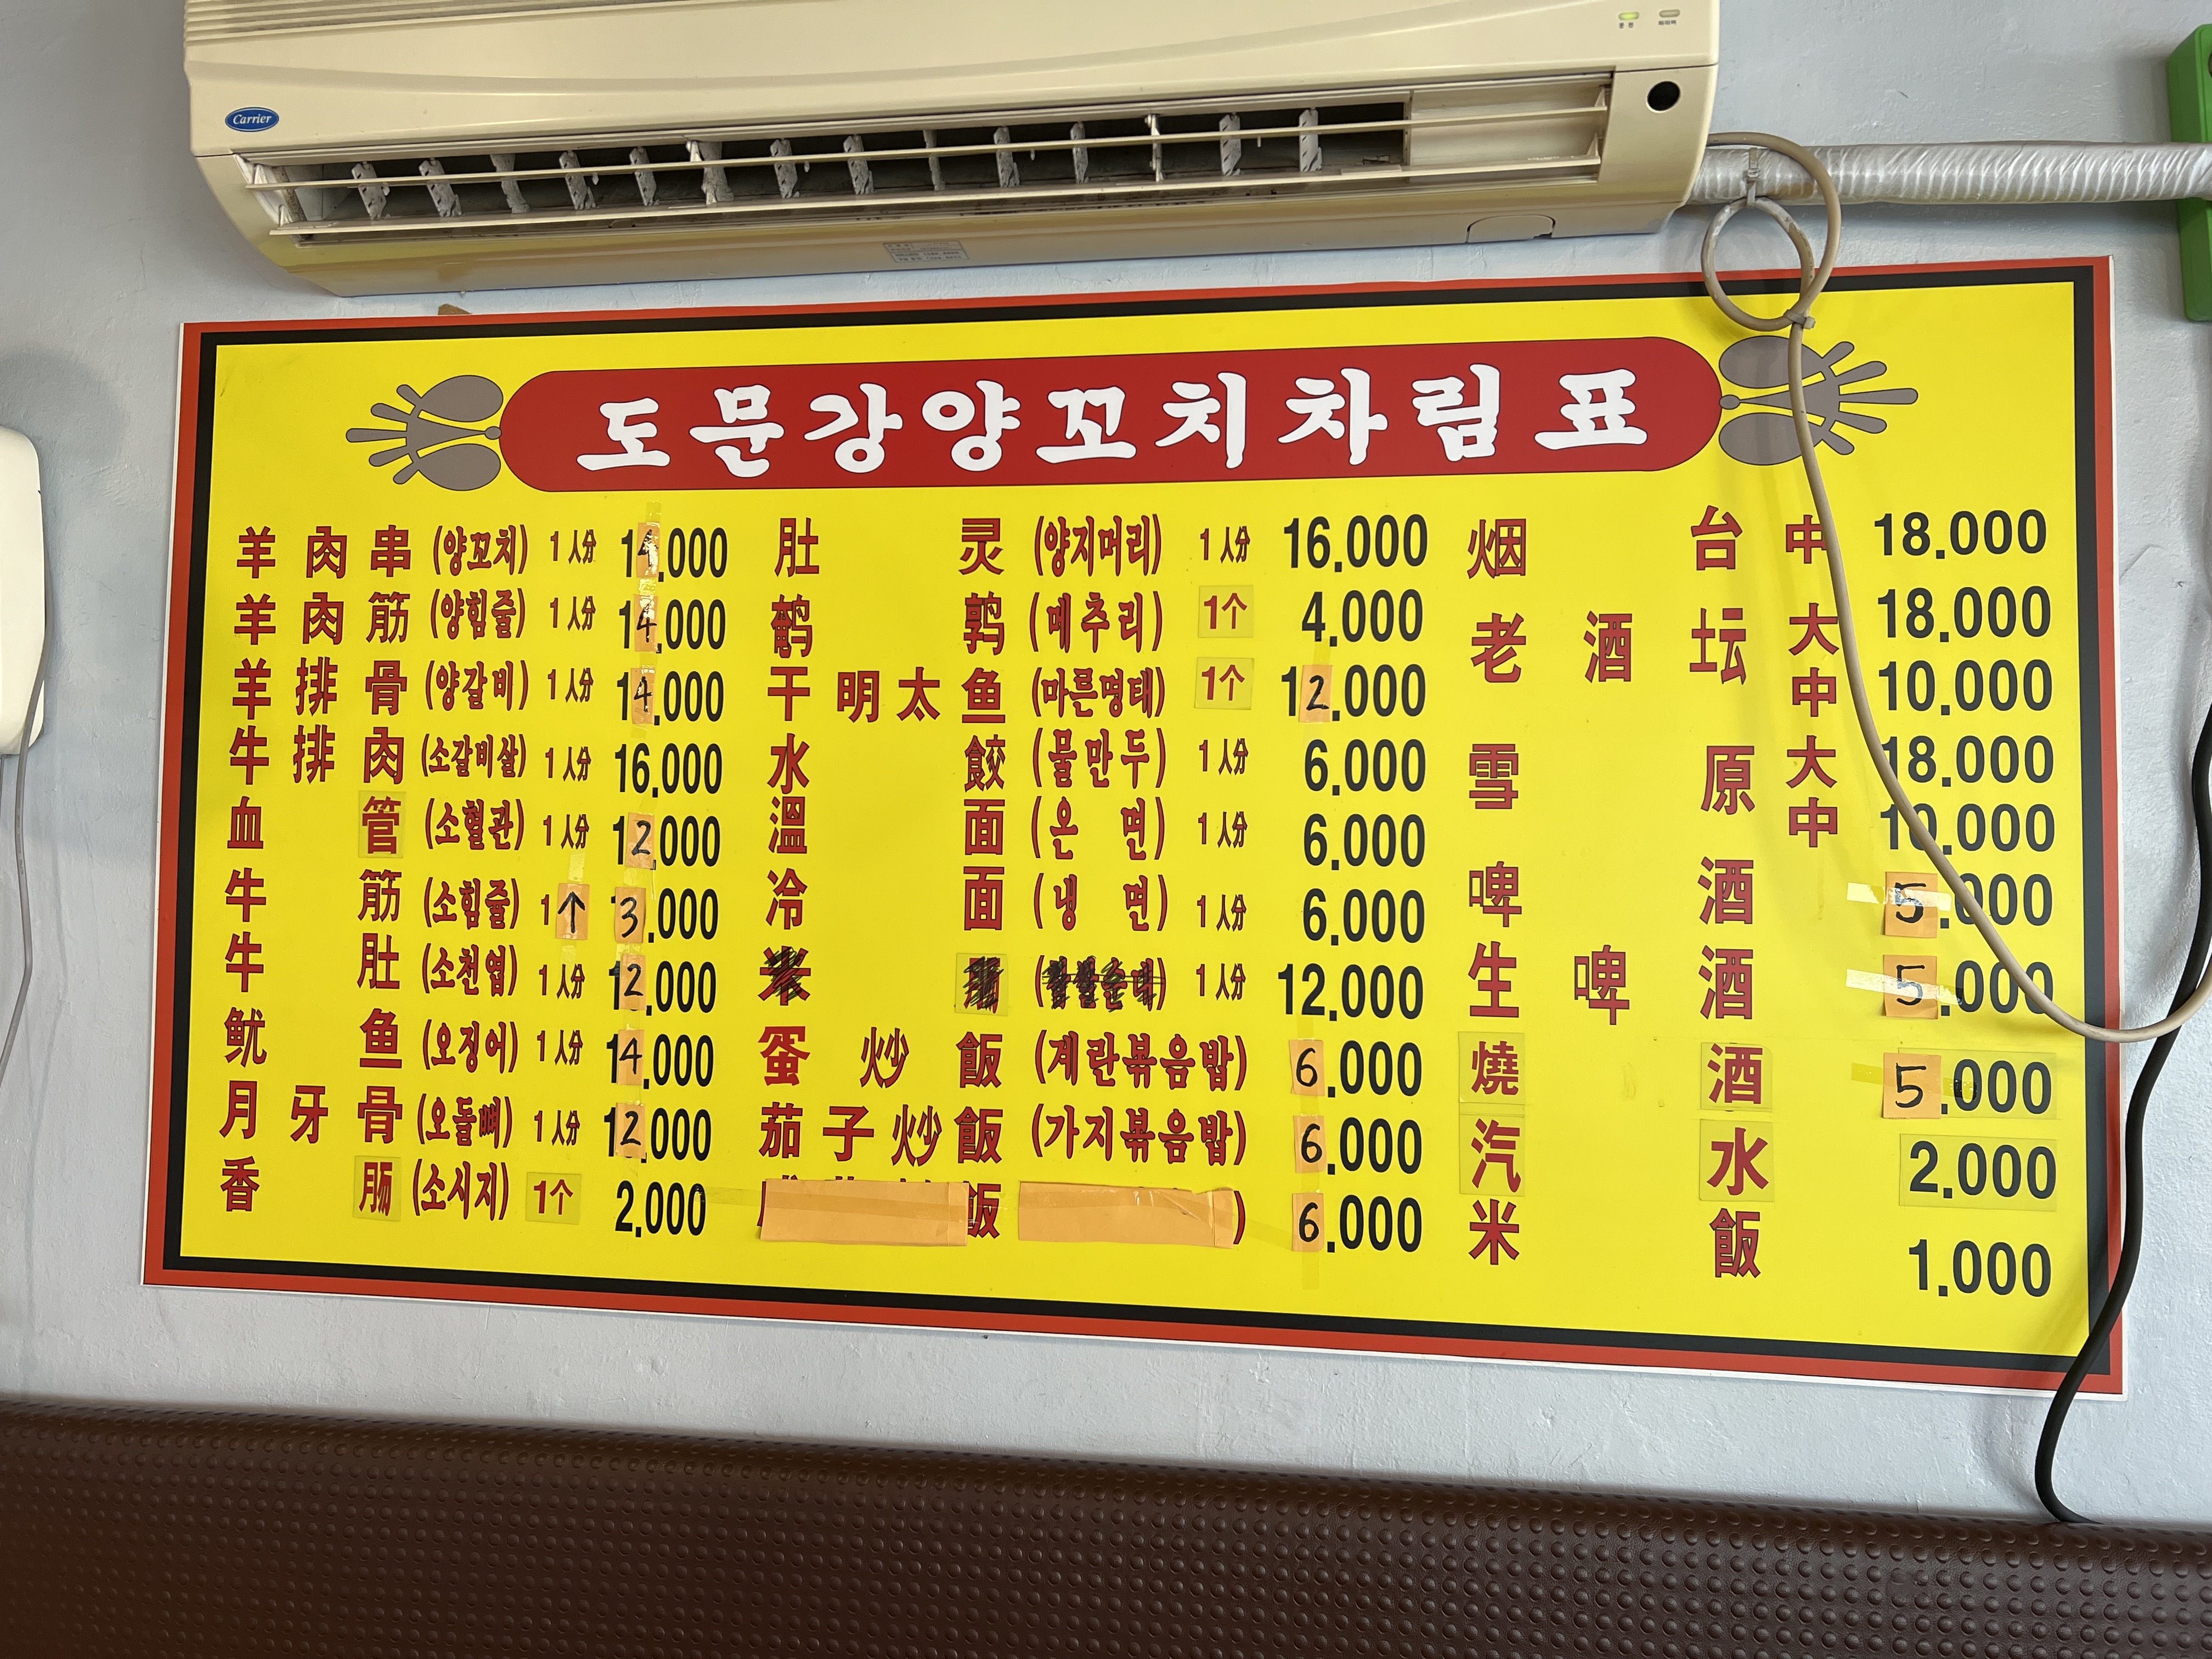 Carrier
도문강양꼬치차림표
羊肉串 (양꼬치) 1人分 14.000
羊肉筋 (양힘줄) 1人分 14.000
羊排骨 (양갈비) 1人分 14.000
牛排肉 (소갈비살) 1人分 16.000
血管 (소혈관) 1人分 12.000
牛筋 (소힘줄) 1个 3.000
牛肚 (소천엽) 1人分 12.000
鱿鱼 (오징어) 1人分 14.000
月牙骨 (오돌뼈) 1人分 12.000
香肠 (소시지) 1个 2.000
肚灵 (양지머리) 1人分 16.000
鹌鹑 (메추리) 1个 4.000
干明太鱼 (마른명태) 1个 12.000
水餃 (물만두) 1人分 6.000
溫面 (온면) 1人分 6.000
冷面 (냉면) 1人分 6.000
1人分 12.000
蛋炒飯 (계란볶음밥) 6.000
茄子炒飯 (가지볶음밥) 6.000
飯 ) 6.000
烟台 中 18.000
老酒坛 大 18.000
中 10.000
雪原 大 18.000
中 10.000
啤酒 5.000
生啤酒 5.000
燒酒 5.000
汽水 2.000
米飯 1.000